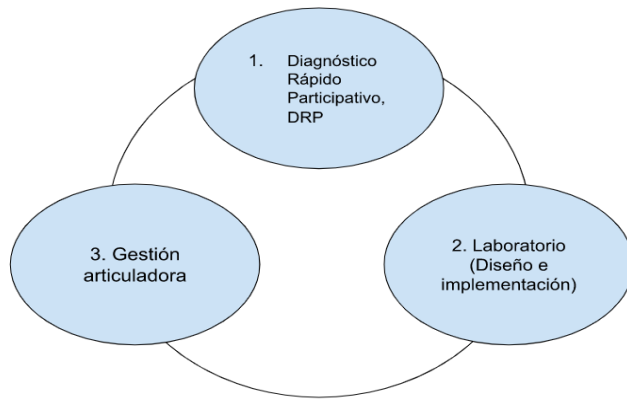 1. Diagnóstico
Rápido
Participativo,
DRP
2. Laboratorio
(Diseño e
implementación)
3. Gestión
articuladora